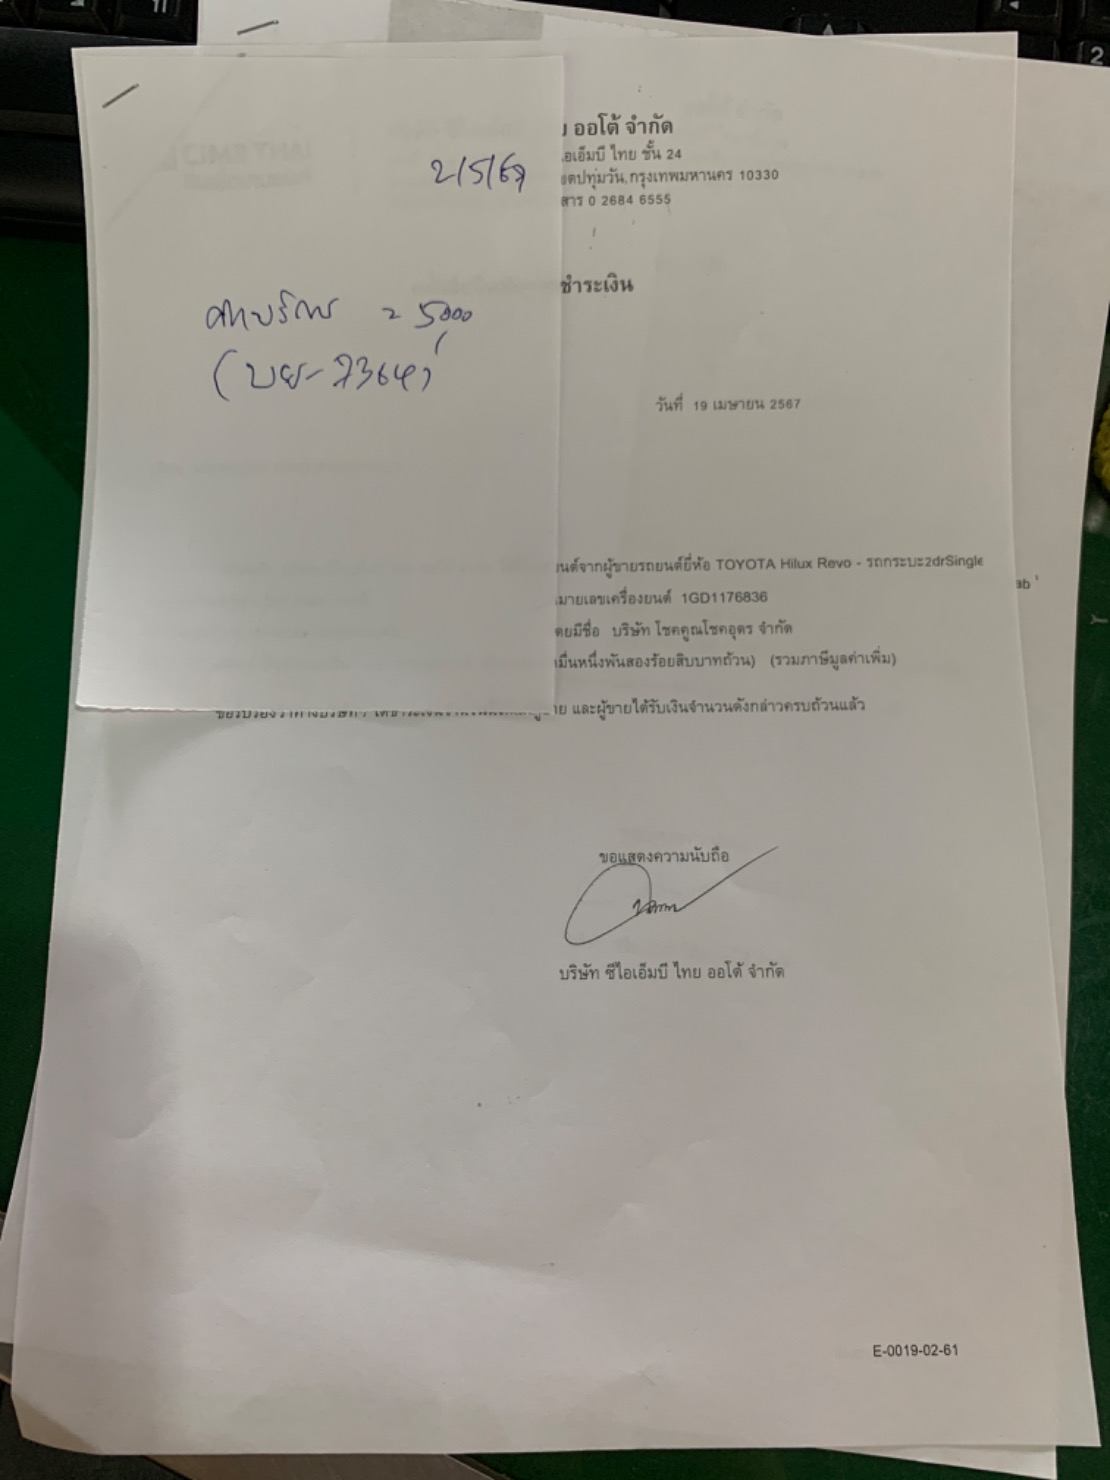 2/5/67
ค่าบริการ = 5000
ออโต้ จำกัด
ไอเอ็มบี ไทย ชั้น 24
เขตปทุมวัน,กรุงเทพมหานคร 10330
สาร 0 2684 6555
ชำระเงิน
วันที่ 19 เมษายน 2567
ยนต์จากผู้ขายรถยนต์ยี่ห้อ TOYOTA Hilux Revo - รถกระบะ2drSingle
มายเลขเครื่องยนต์ 1GD1176836
ดยมีชื่อ บริษัท โชคคูณโชคอุดร จำกัด
มื่นหนึ่งพันสองร้อยสิบบาทถ้วน) (รวมภาษีมูลค่าเพิ่ม)
และผู้ขายได้รับเงินจำนวนดังกล่าวครบถ้วนแล้ว
ขอแสดงความนับถือ
บริษัท ซีไอเอ็มบี ไทย ออโต้ จำกัด
E-0019-02-61